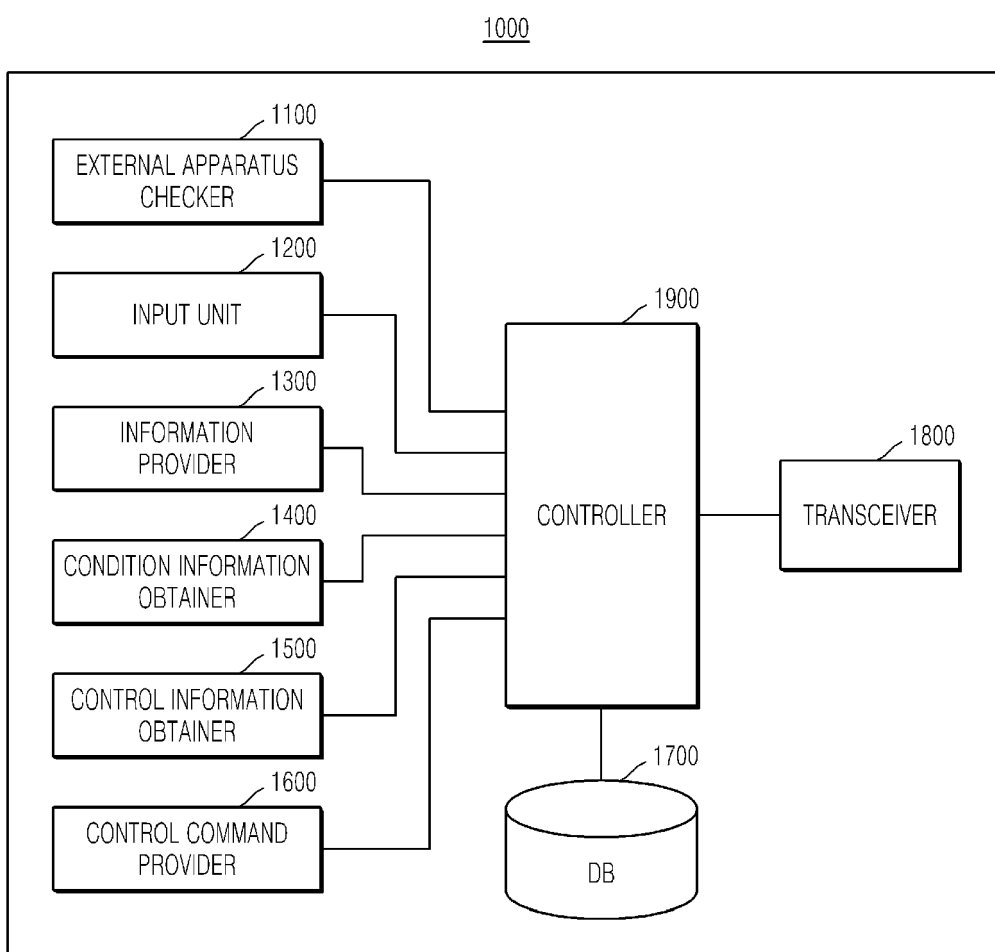 1000
1100
EXTERNAL APPARATUS
CHECKER
1200
INPUT UNIT
1300
INFORMATION
PROVIDER
1400
CONDITION INFORMATION
OBTAINER
1500
CONTROL INFORMATION
OBTAINER
1600
CONTROL COMMAND
PROVIDER
1900
CONTROLLER
1800
TRANSCEIVER
1700
DB